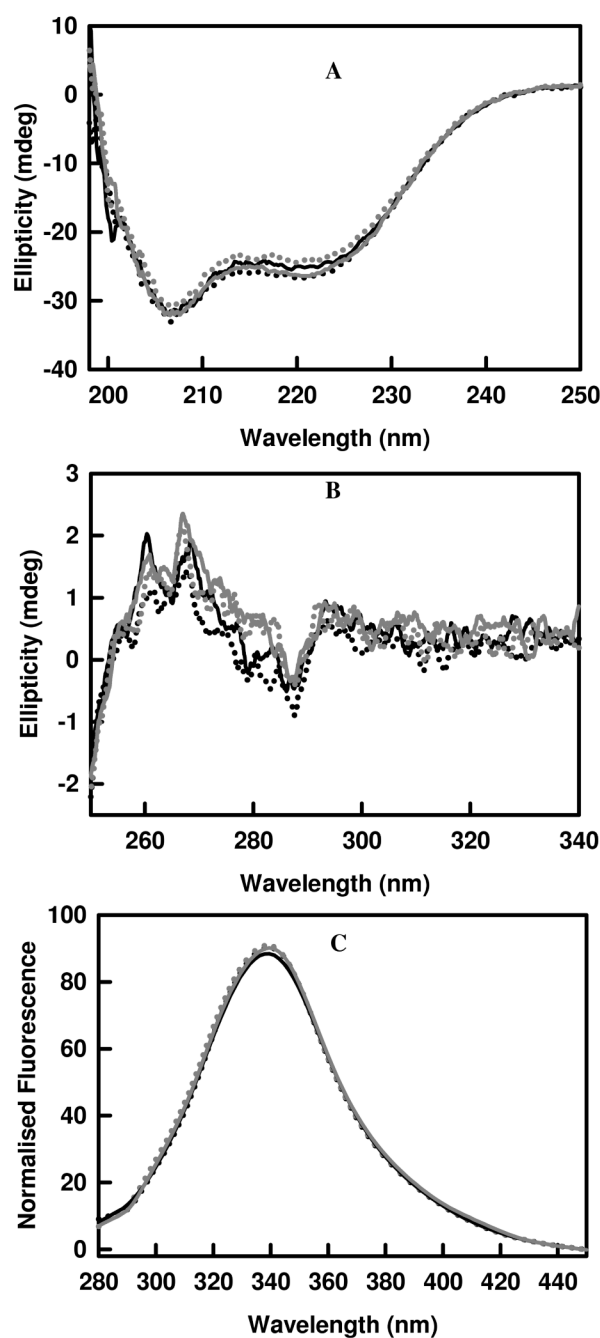 A
10
0
-10
-20
-30
-40
Ellipticity (mdeg)
200 210 220 230 240 250
Wavelength (nm)
B
3
2
1
0
-1
-2
Ellipticity (mdeg)
260 280 300 320 340
Wavelength (nm)
C
100
80
60
40
20
0
Normalised Fluorescence
280 300 320 340 360 380 400 420 440
Wavelength (nm)